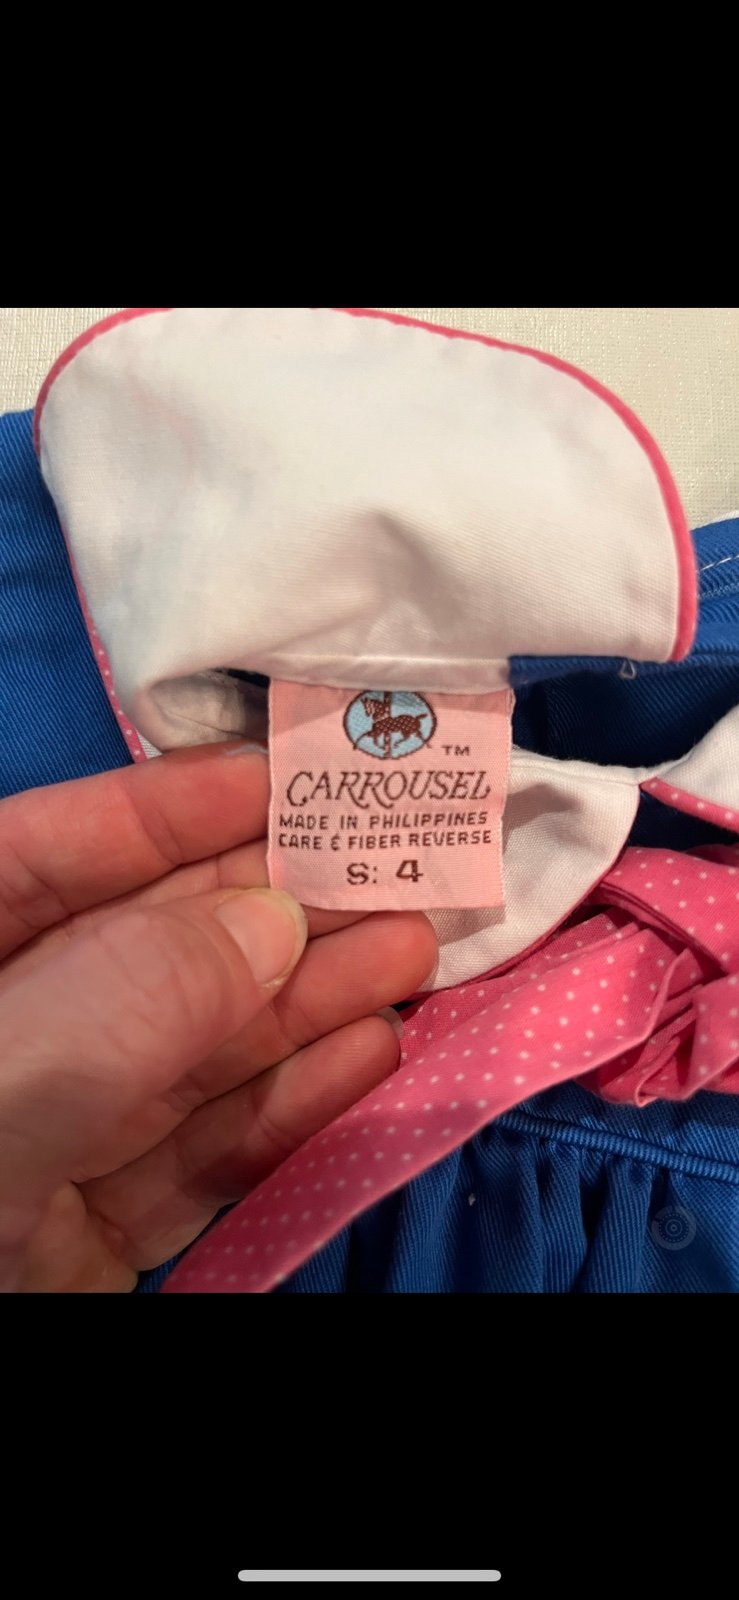 TM
CARROUSEL
MADE IN PHILIPPINES
CARE & FIBER REVERSE
S: 4